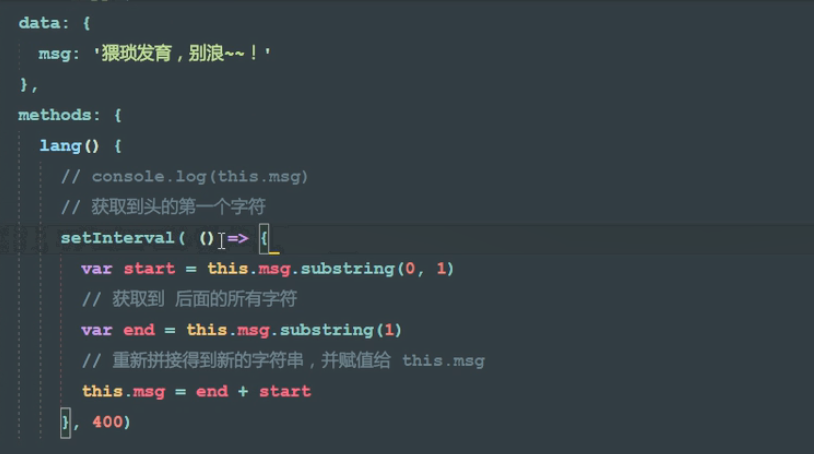 data: {
msg: '猥琐发育，别浪~~！'
},
methods: {
lang() {
// console.log(this.msg)
// 获取到头的第一个字符
setInterval( () => {
var start = this.msg.substring(0, 1)
// 获取到 后面的所有字符
var end = this.msg.substring(1)
// 重新拼接得到新的字符串，并赋值给 this.msg
this.msg = end + start
}, 400)